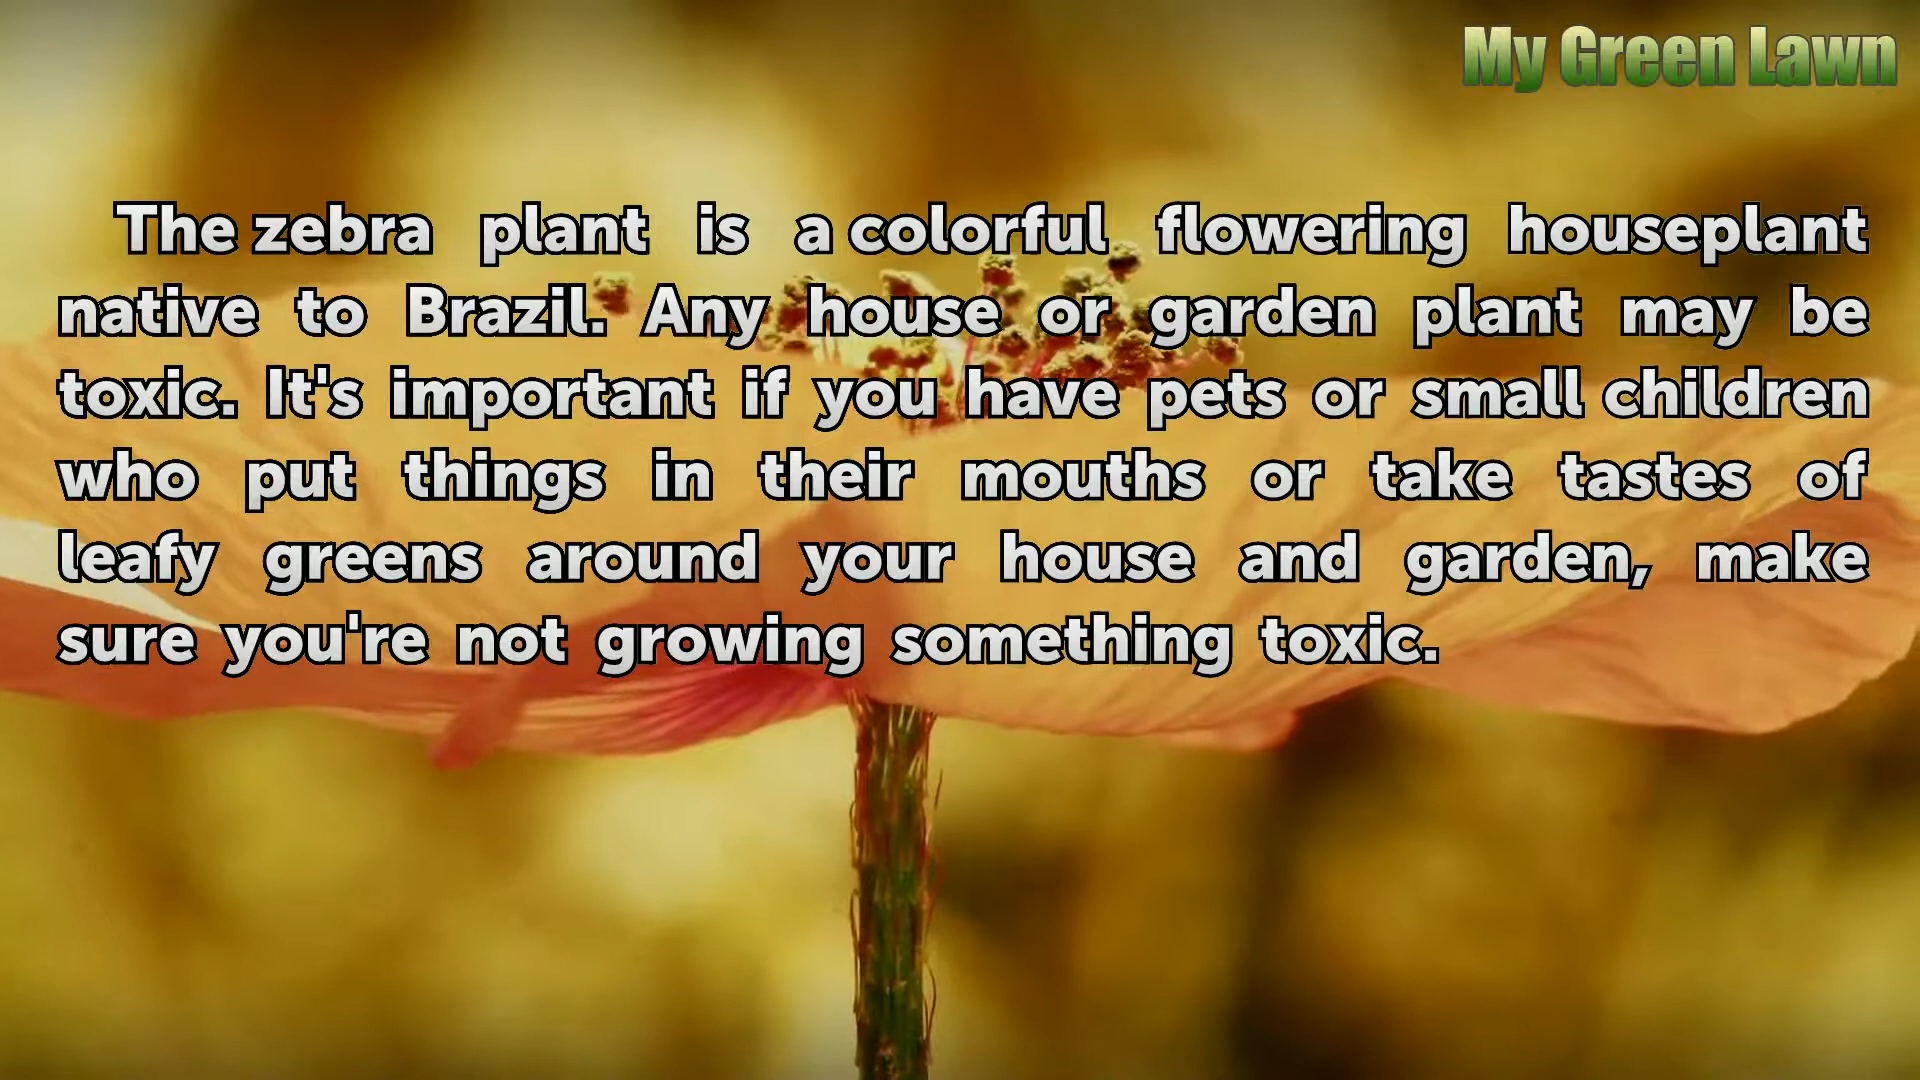 My Green Lawn
The zebra plant is a colorful flowering houseplant
native to Brazil. Any house or garden plant may be
toxic. It's important if you have pets or small children
who put things in their mouths or take tastes of
leafy greens around your house and garden, make
sure you're not growing something toxic.